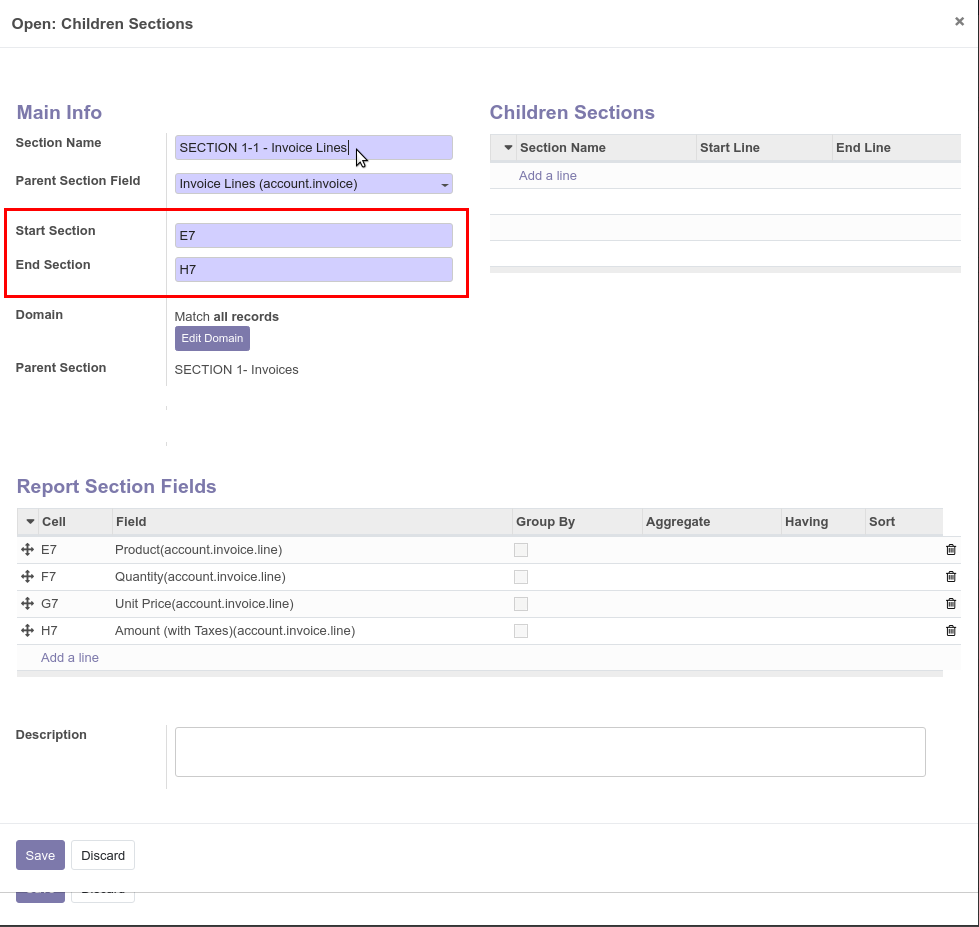 Open: Children Sections
×
Main Info
Section Name
SECTION 1-1 - Invoice Lines
Parent Section Field
Invoice Lines (account.invoice)
Start Section
E7
End Section
H7
Domain
Match all records
Edit Domain
Parent Section
SECTION 1- Invoices
Children Sections
Section Name Start Line End Line
Add a line
Report Section Fields
Cell Field Group By Aggregate Having Sort
E7 Product(account.invoice.line)
F7 Quantity(account.invoice.line)
G7 Unit Price(account.invoice.line)
H7 Amount (with Taxes)(account.invoice.line)
Add a line
Description
Save Discard